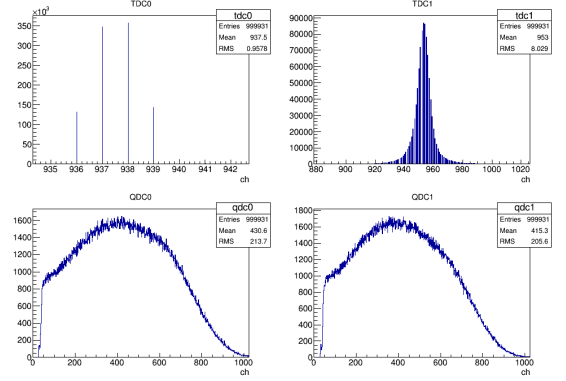 TDC0
×10³
tdc0
Entries 999931
Mean 937.5
RMS 0.9578
350
300
250
200
150
100
50
0
935 936 937 938 939 940 941 942
ch
TDC1
tdc1
Entries 999931
Mean 953
RMS 8.029
90000
80000
70000
60000
50000
40000
30000
20000
10000
0
880 900 920 940 960 980 1000 1020
ch
QDC0
qdc0
Entries 999931
Mean 430.6
RMS 213.7
1600
1400
1200
1000
800
600
400
200
0
0 200 400 600 800 1000
ch
QDC1
qdc1
Entries 999931
Mean 415.3
RMS 205.6
1800
1600
1400
1200
1000
800
600
400
200
0
0 200 400 600 800 1000
ch